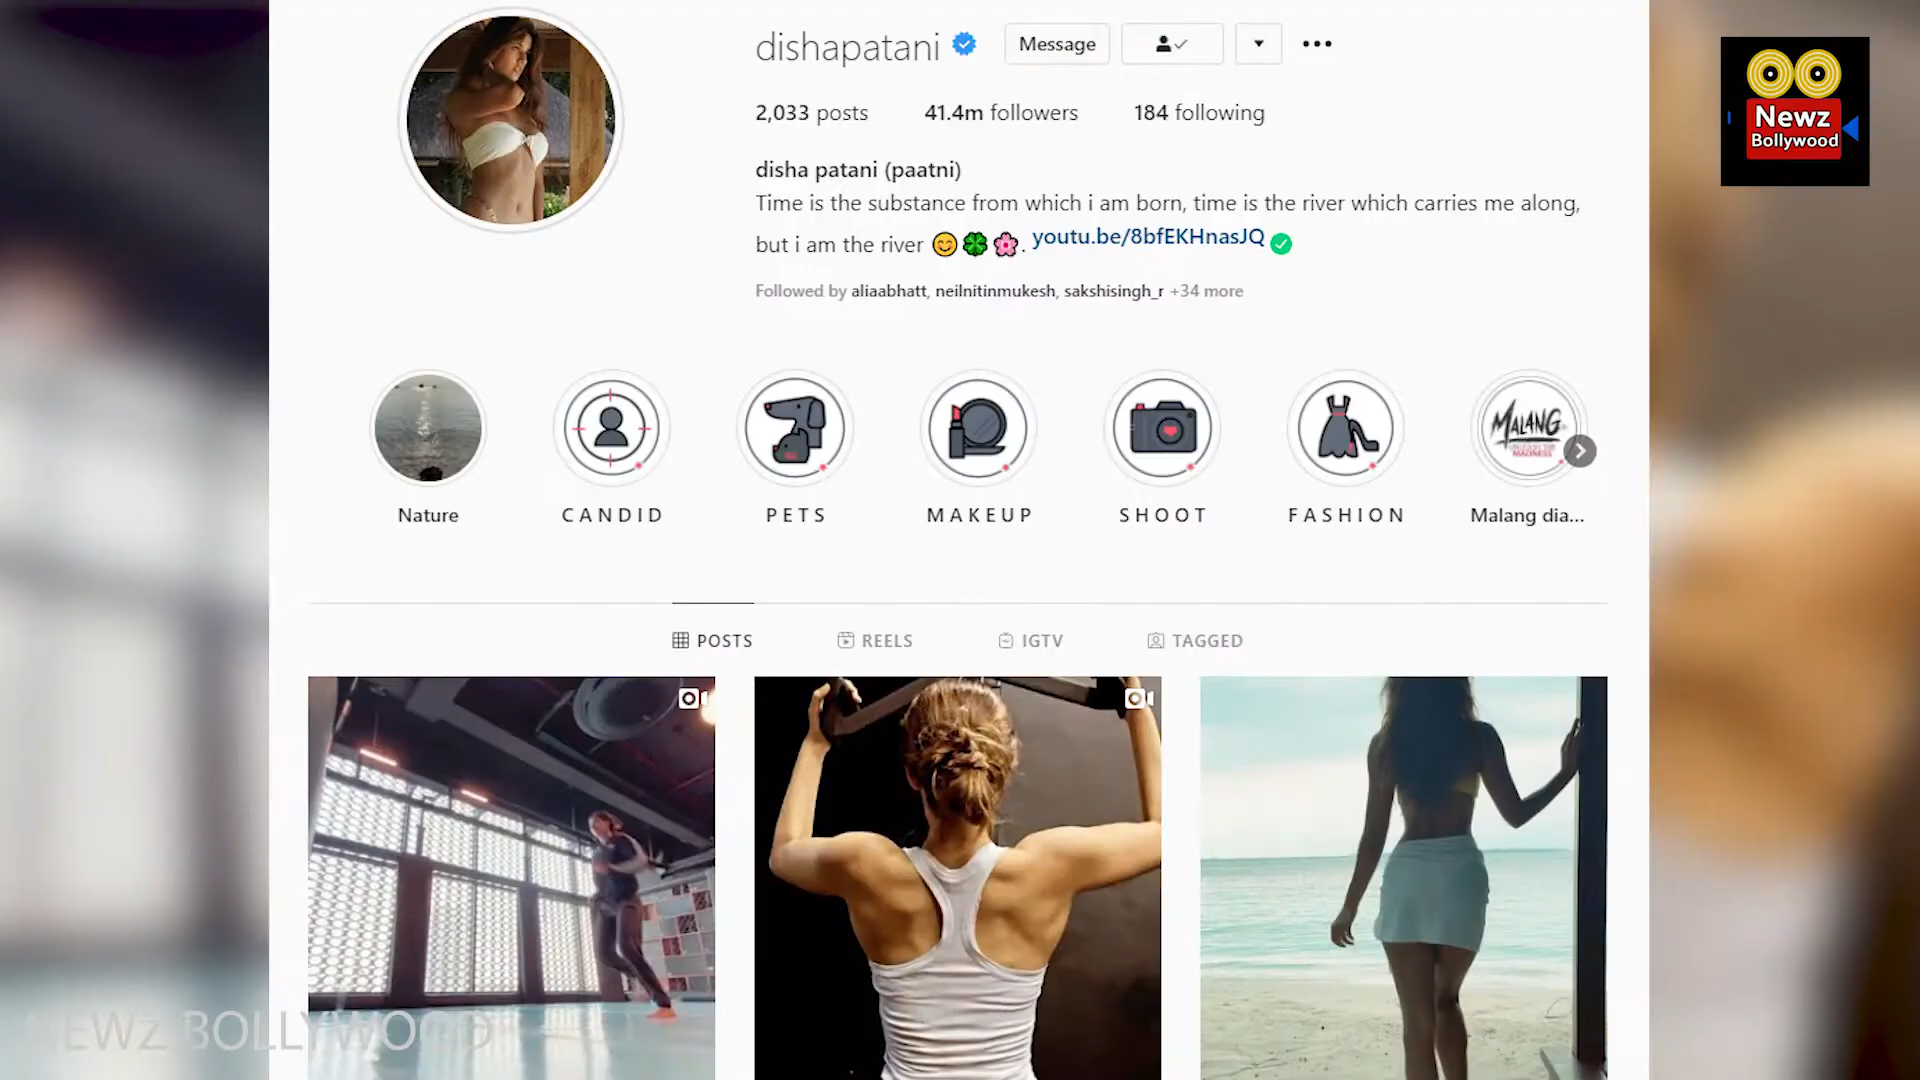 dishapatani
Message
2,033 posts 41.4m followers 184 following
disha patani (paatni)
Time is the substance from which i am born, time is the river which carries me along,
but i am the river 😊🍀🌸. youtu.be/8bfEKHnasJQ ✅
Followed by aliaabhatt, neilnitinmukesh, sakshisingh_r +34 more
Newz
Bollywood
MALANG
MADNESS
Nature
CANDID
PETS
MAKEUP
SHOOT
FASHION
Malang dia...
POSTS
REELS
IGTV
TAGGED
NEWZ BOLLYWOOD